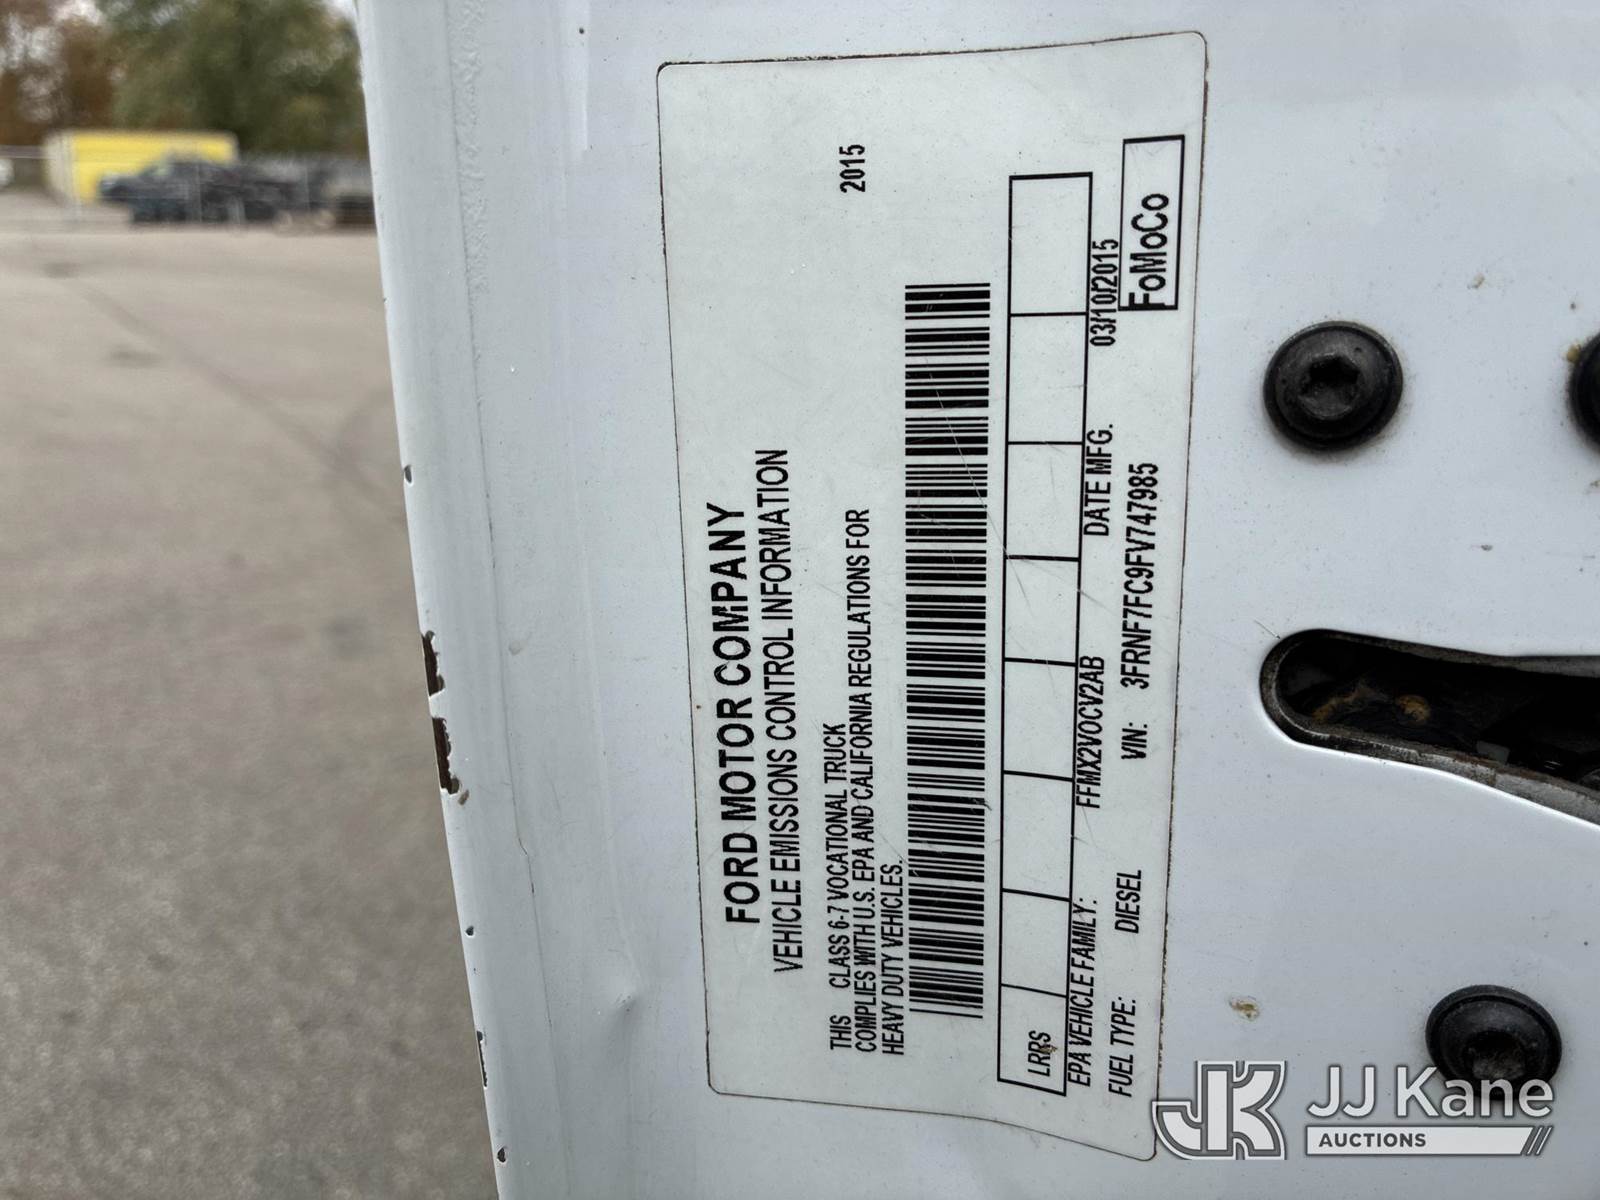 FORD MOTOR COMPANY
VEHICLE EMISSIONS CONTROL INFORMATION
THIS CLASS 6-7 VOCATIONAL TRUCK 2015
COMPLIES WITH U.S. EPA AND CALIFORNIA REGULATIONS FOR
HEAVY DUTY VEHICLES.
LRRS
EPA VEHICLE FAMILY: FFMX2VOCV2AB DATE MFG. 03/10/2015
FUEL TYPE: DIESEL VIN: 3FRNF7FC9FV747985 FoMoCo
JK JJ Kane
AUCTIONS